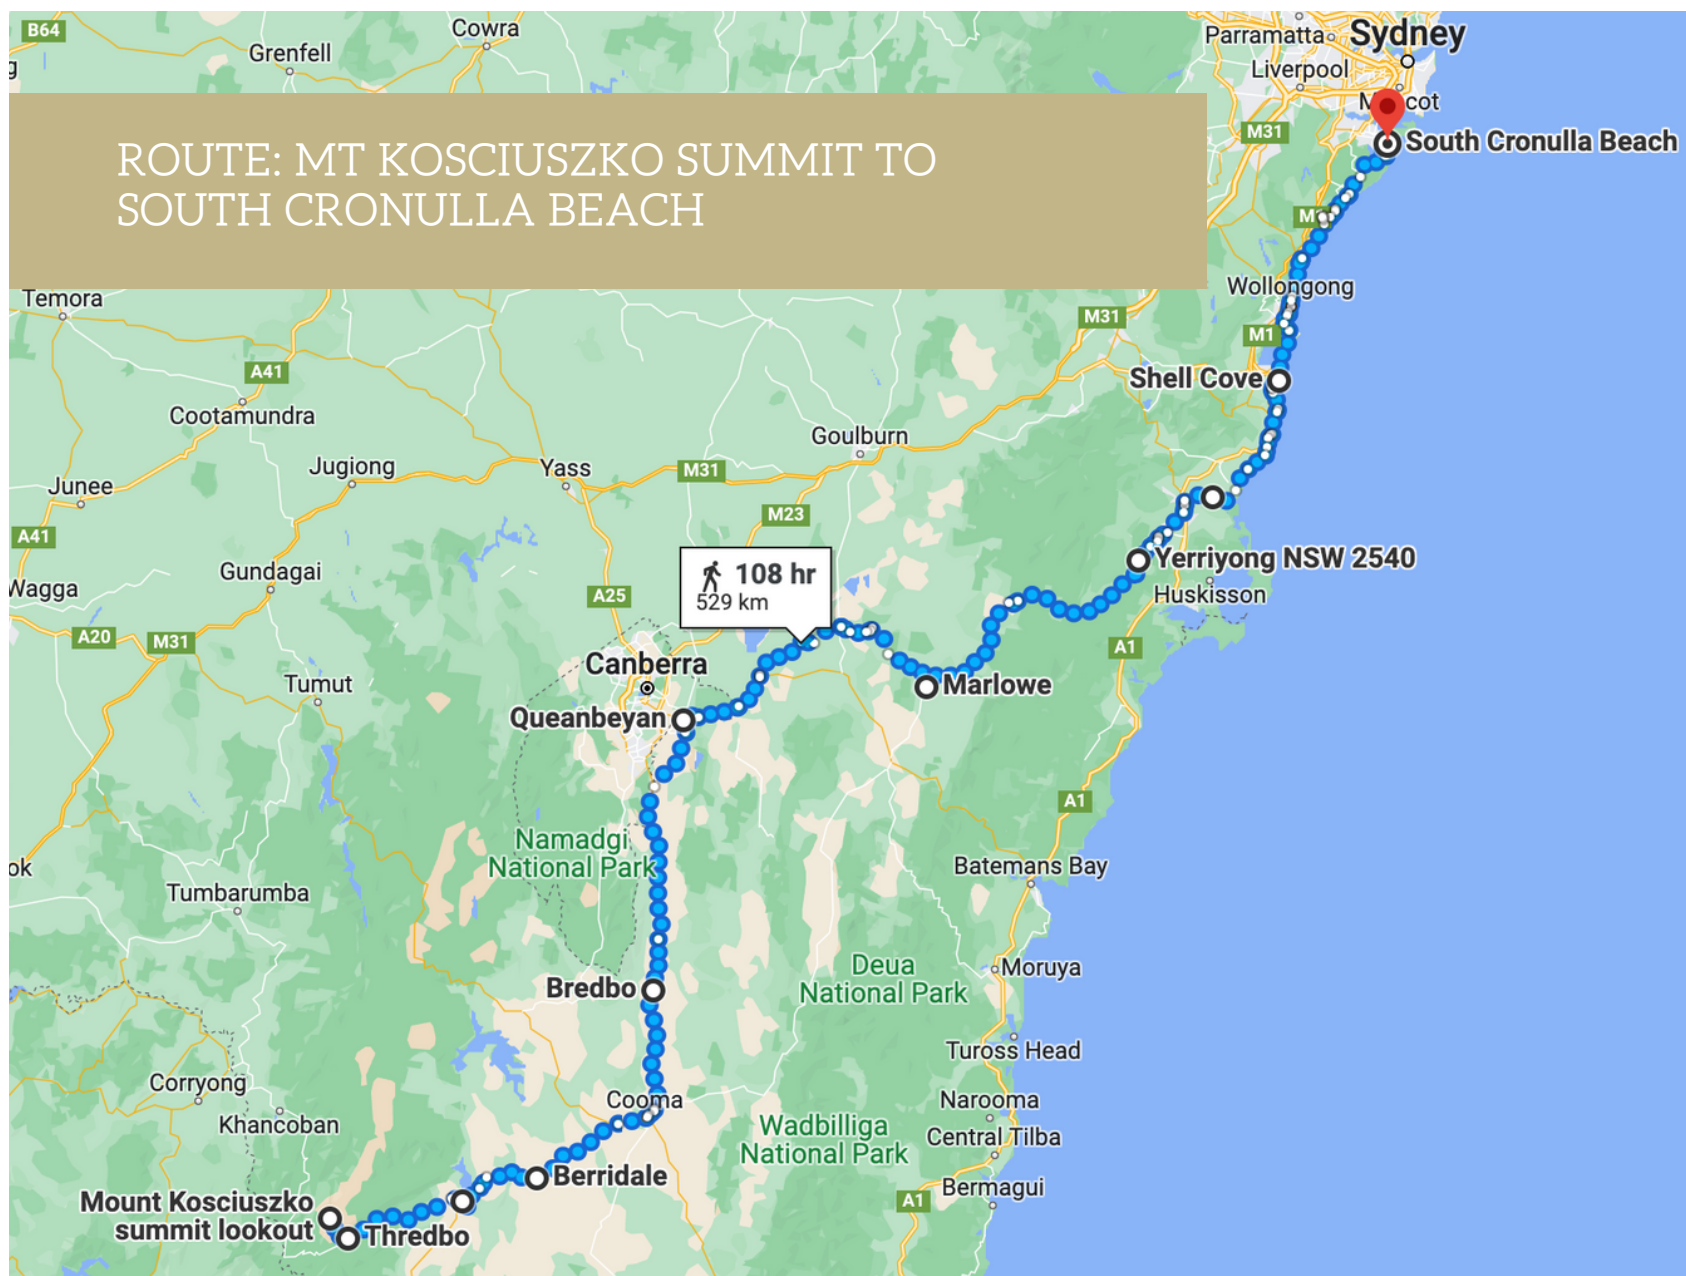 B64
Cowra
Grenfell
Parramatta
Sydney
Liverpool
M31
South Cronulla Beach
ROUTE: MT KOSCIUSZKO SUMMIT TO
SOUTH CRONULLA BEACH
Wollongong
Temora
M31
M1
A41
Shell Cove
Cootamundra
Goulburn
Jugiong
Yass
M31
Junee
M23
A41
Yerriyong NSW 2540
108 hr
529 km
Gundagai
Wagga
A25
Huskisson
A20
M31
A1
Canberra
Tumut
Marlowe
Queanbeyan
A1
Namadgi
National Park
Batemans Bay
ok
Tumbarumba
Deua
National Park
Moruya
Bredbo
Tuross Head
Corryong
Cooma
Narooma
Khancoban
Wadbilliga
National Park
Central Tilba
Berridale
Bermagui
A1
Mount Kosciuszko
summit lookout
Thredbo